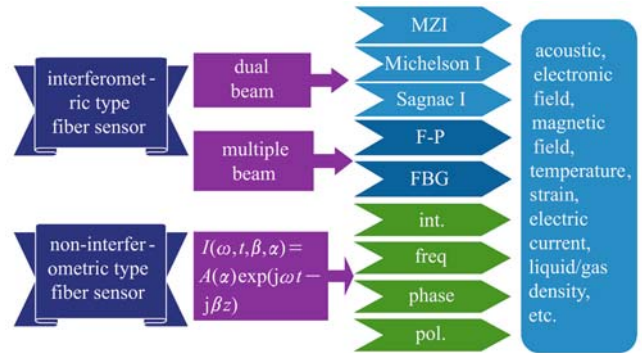 interferomet-
ric type
fiber sensor
dual
beam
multiple
beam
MZI
Michelson I
Sagnac I
F-P
FBG
non-interfer-
ometric type
fiber sensor
I(ω,t,β,α)=
A(α)exp(jωt−
jβz)
int.
freq
phase
pol.
acoustic,
electronic
field,
magnetic
field,
temperature,
strain,
electric
current,
liquid/gas
density,
etc.